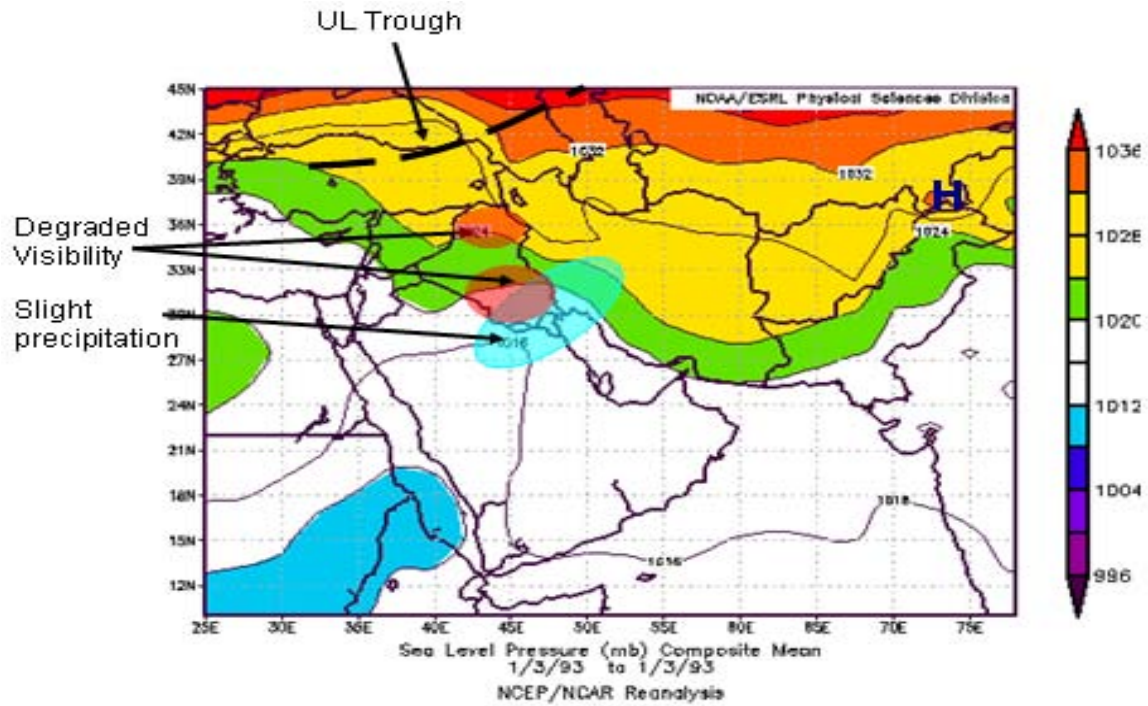 UL Trough
NOAA/ESRL Physical Sciences Division
45N
42N
39N
36N
33N
30N
27N
24N
21N
18N
15N
12N
1032
1032
H
1024
1024
1016
1016
1016
Degraded
Visibility
Slight
precipitation
25E
30E
35E
40E
45E
50E
55E
60E
65E
70E
75E
1036
1028
1020
1012
1004
996
Sea Level Pressure (mb) Composite Mean
1/3/93 to 1/3/93
NCEP/NCAR Reanalysis